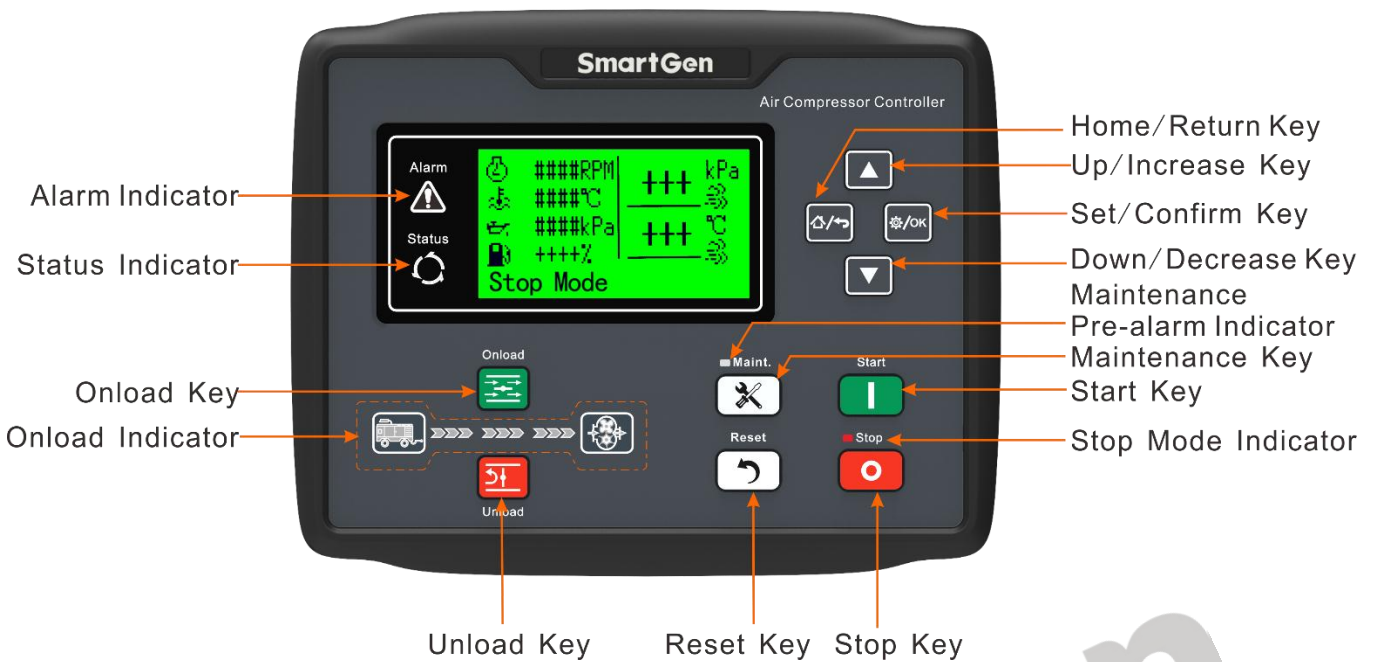 SmartGen
Air Compressor Controller
Alarm
Status
####RPM
####℃
####kPa
++++%
Stop Mode
+++ kPa
+++ ℃
/OK
Onload
Unload
Maint.
Start
Reset
Stop
Alarm Indicator
Status Indicator
Onload Key
Onload Indicator
Home/Return Key
Up/Increase Key
Set/Confirm Key
Down/Decrease Key
Maintenance
Pre-alarm Indicator
Maintenance Key
Start Key
Stop Mode Indicator
Unload Key
Reset Key
Stop Key